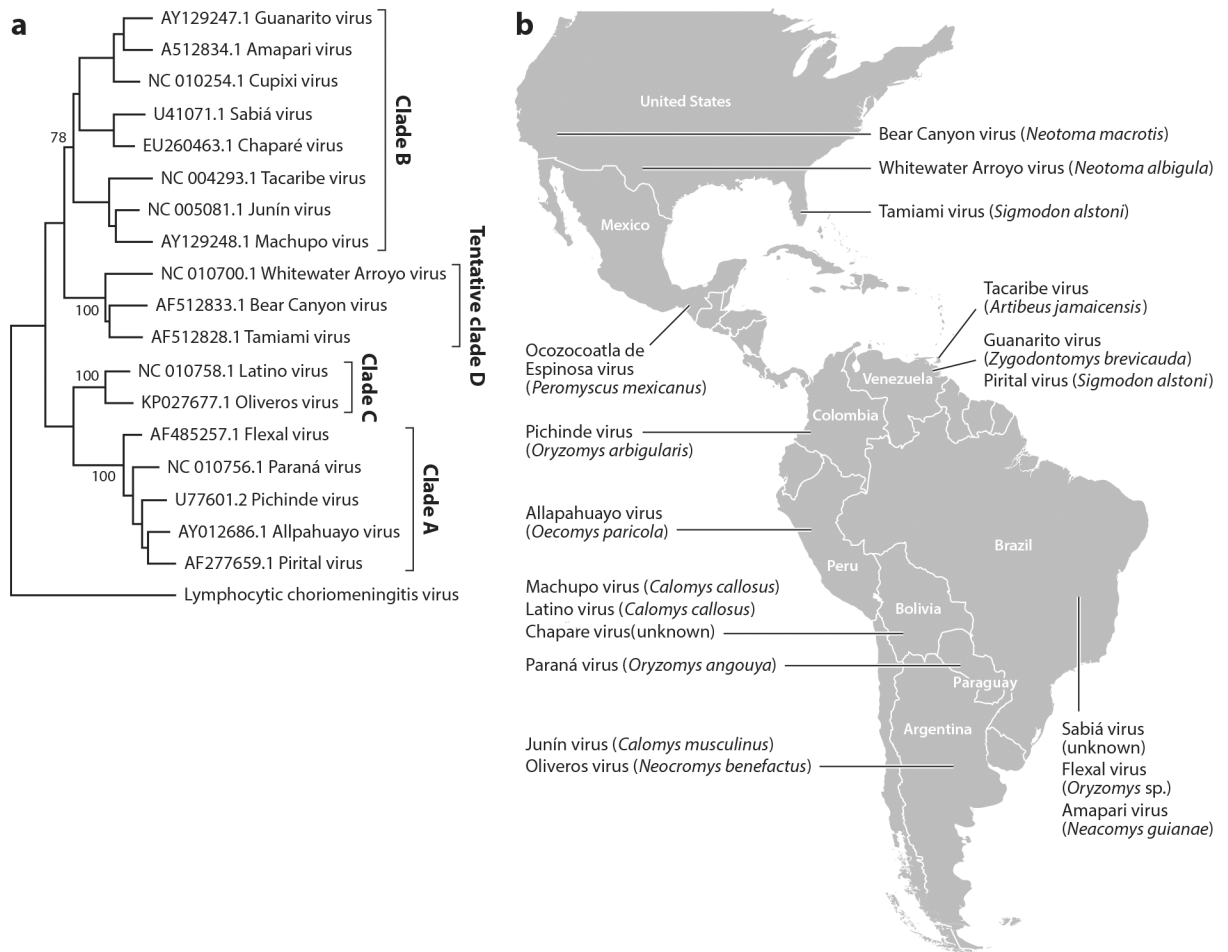 a
AY129247.1 Guanarito virus
A512834.1 Amapari virus
NC 010254.1 Cupixi virus
U41071.1 Sabiá virus
EU260463.1 Chaparé virus
78
NC 004293.1 Tacaribe virus
NC 005081.1 Junín virus
AY129248.1 Machupo virus
Clade B
NC 010700.1 Whitewater Arroyo virus
AF512833.1 Bear Canyon virus
100
AF512828.1 Tamiami virus
Tentative clade D
NC 010758.1 Latino virus
100
KP027677.1 Oliveros virus
Clade C
AF485257.1 Flexal virus
NC 010756.1 Paraná virus
100
U77601.2 Pichinde virus
AY012686.1 Allpahuayo virus
AF277659.1 Pirital virus
Clade A
Lymphocytic choriomeningitis virus
b
United States
Bear Canyon virus (Neotoma macrotis)
Whitewater Arroyo virus (Neotoma albigula)
Tamiami virus (Sigmodon alstoni)
Mexico
Tacaribe virus
(Artibeus jamaicensis)
Guanarito virus
(Zygodontomys brevicauda)
Pirital virus (Sigmodon alstoni)
Ocozocoatla de
Espinosa virus
(Peromyscus mexicanus)
Venezuela
Colombia
Pichinde virus
(Oryzomys arbigularis)
Allapahuayo virus
(Oecomys paricola)
Brazil
Peru
Machupo virus (Calomys callosus)
Latino virus (Calomys callosus)
Chapare virus(unknown)
Bolivia
Paraná virus (Oryzomys angouya)
Paraguay
Argentina
Junín virus (Calomys musculinus)
Oliveros virus (Neocromys benefactus)
Sabiá virus
(unknown)
Flexal virus
(Oryzomys sp.)
Amapari virus
(Neacomys guianae)